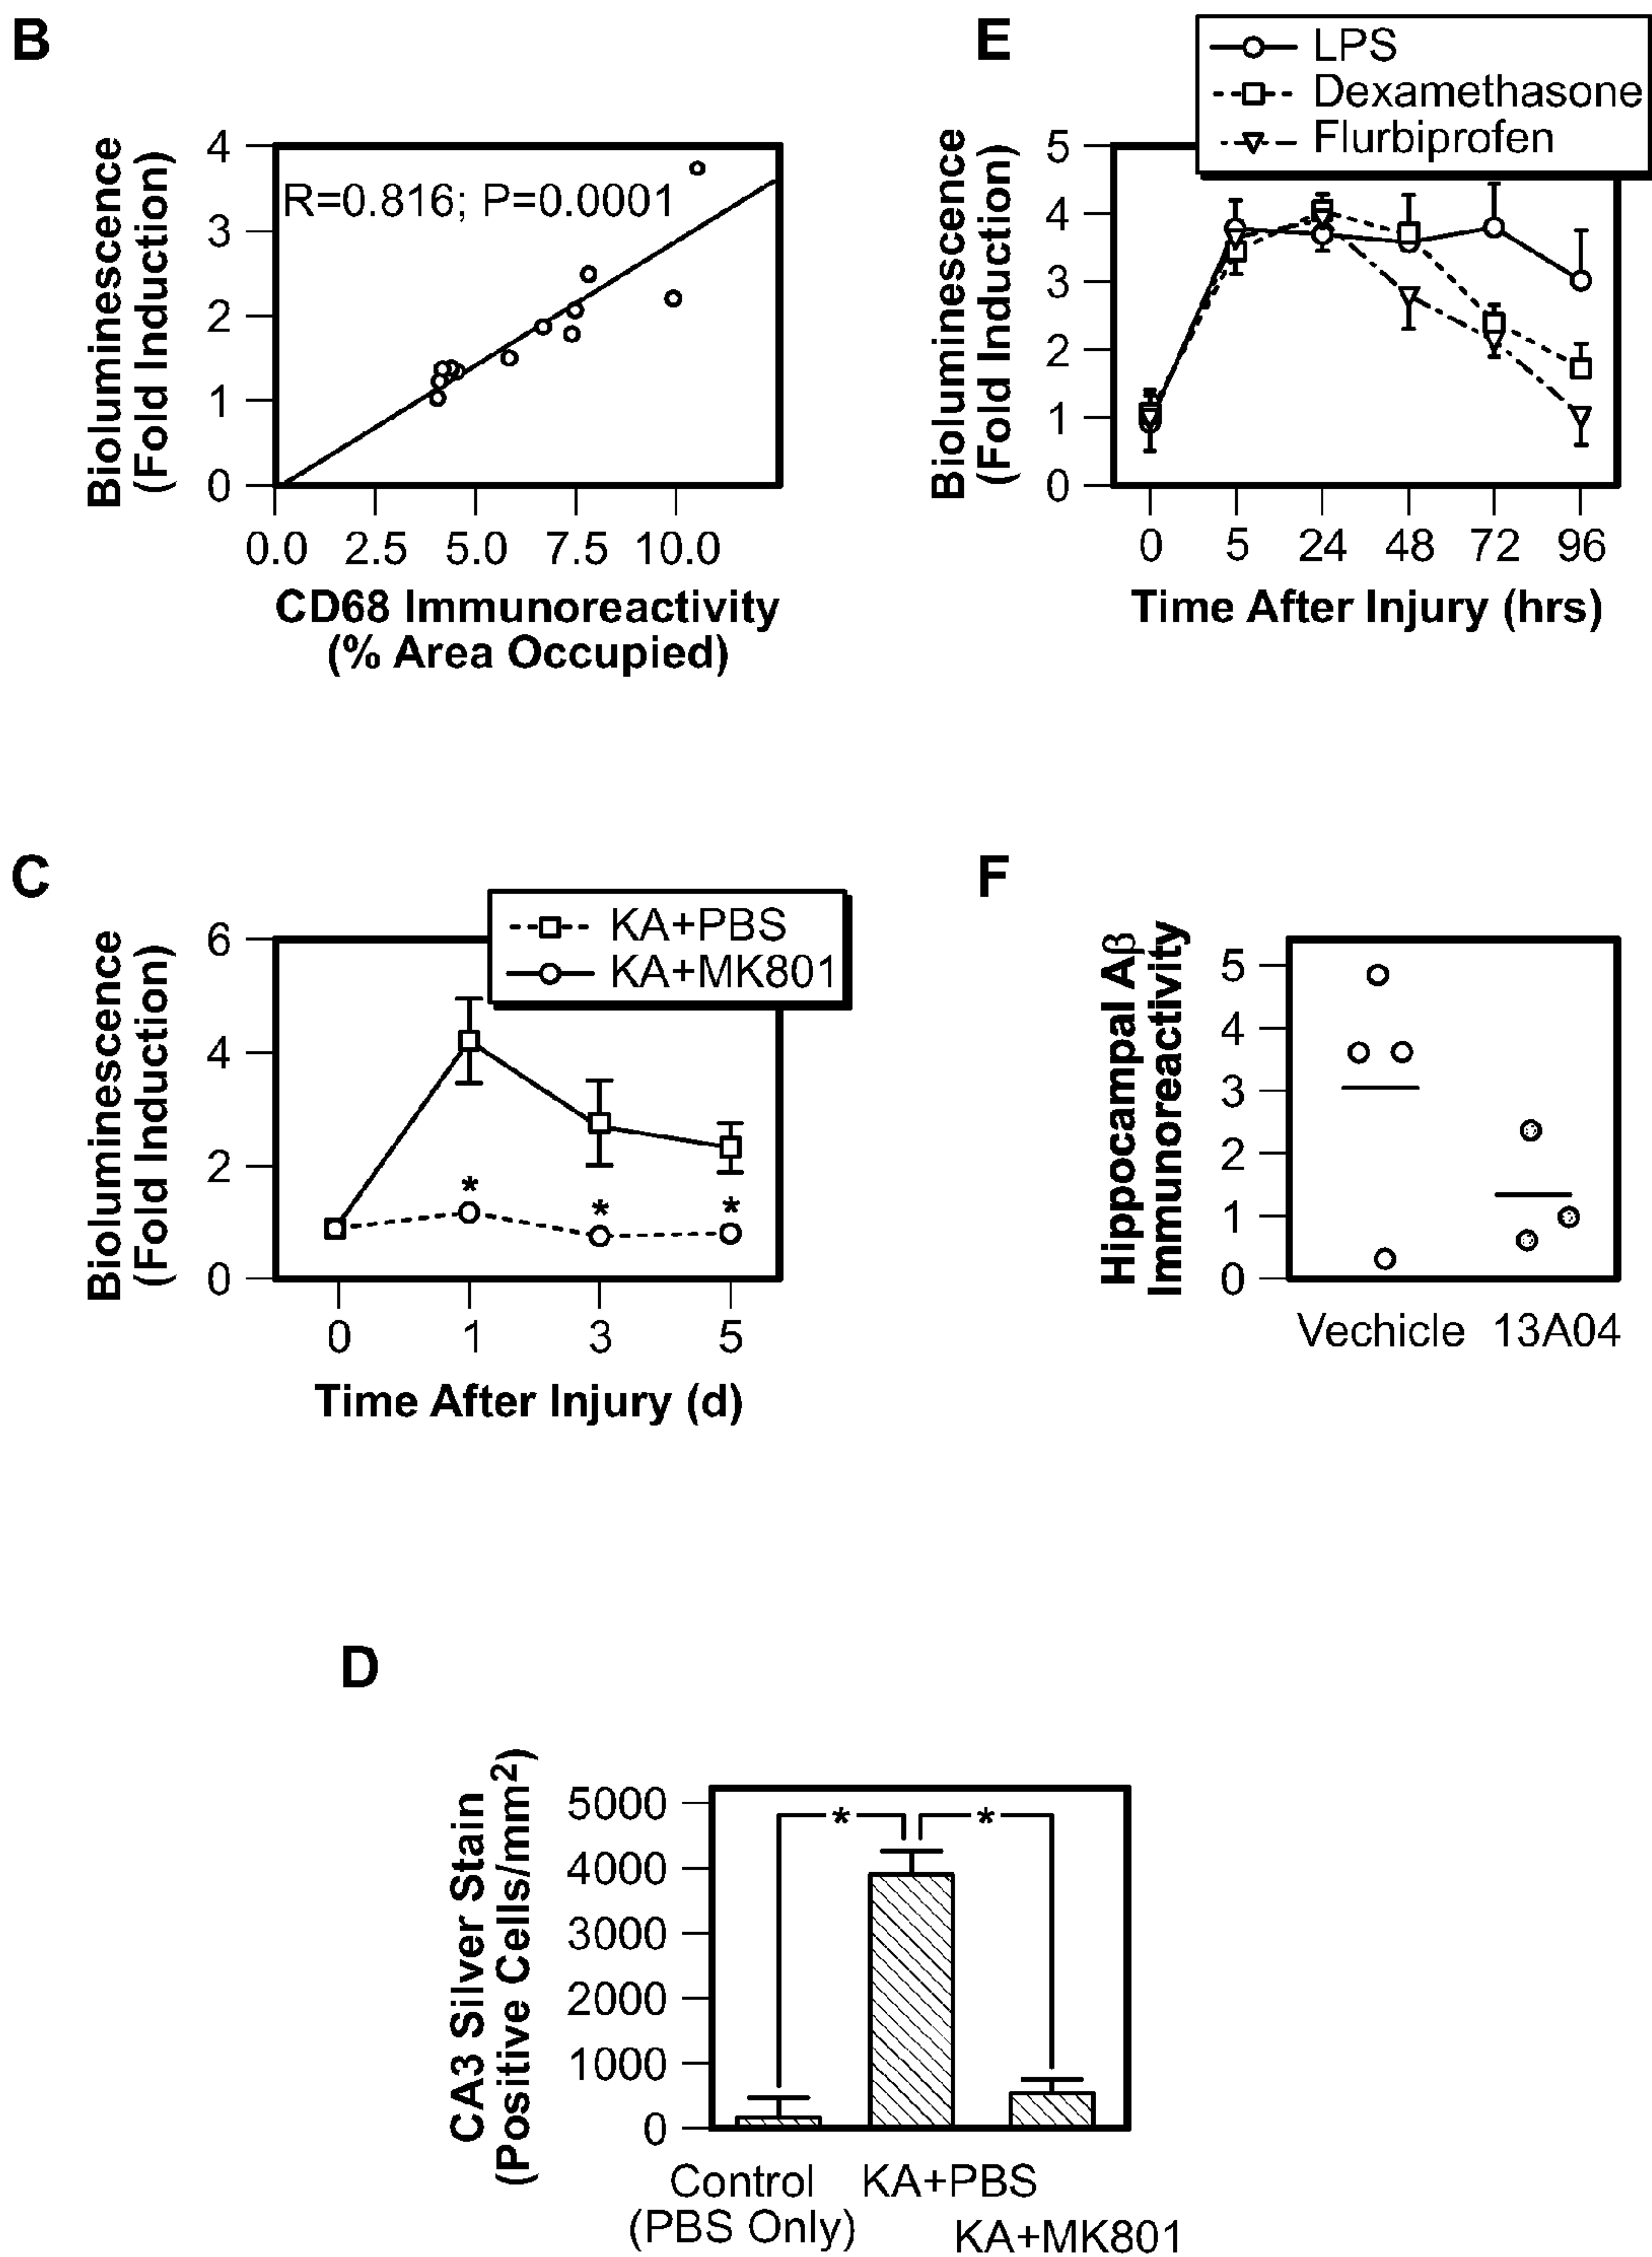 B
Bioluminescence
(Fold Induction)
4
3
2
1
0
R=0.816; P=0.0001
0.0 2.5 5.0 7.5 10.0
CD68 Immunoreactivity
(% Area Occupied)
E
LPS
Dexamethasone
Flurbiprofen
Bioluminescence
(Fold Induction)
5
4
3
2
1
0
0 5 24 48 72 96
Time After Injury (hrs)
C
KA+PBS
KA+MK801
Bioluminescence
(Fold Induction)
6
4
2
0
* * *
0 1 3 5
Time After Injury (d)
F
Hippocampal Aβ
Immunoreactivity
5
4
3
2
1
0
Vechicle 13A04
D
CA3 Silver Stain
(Positive Cells/mm²)
5000
4000
3000
2000
1000
0
* *
Control KA+PBS
(PBS Only) KA+MK801